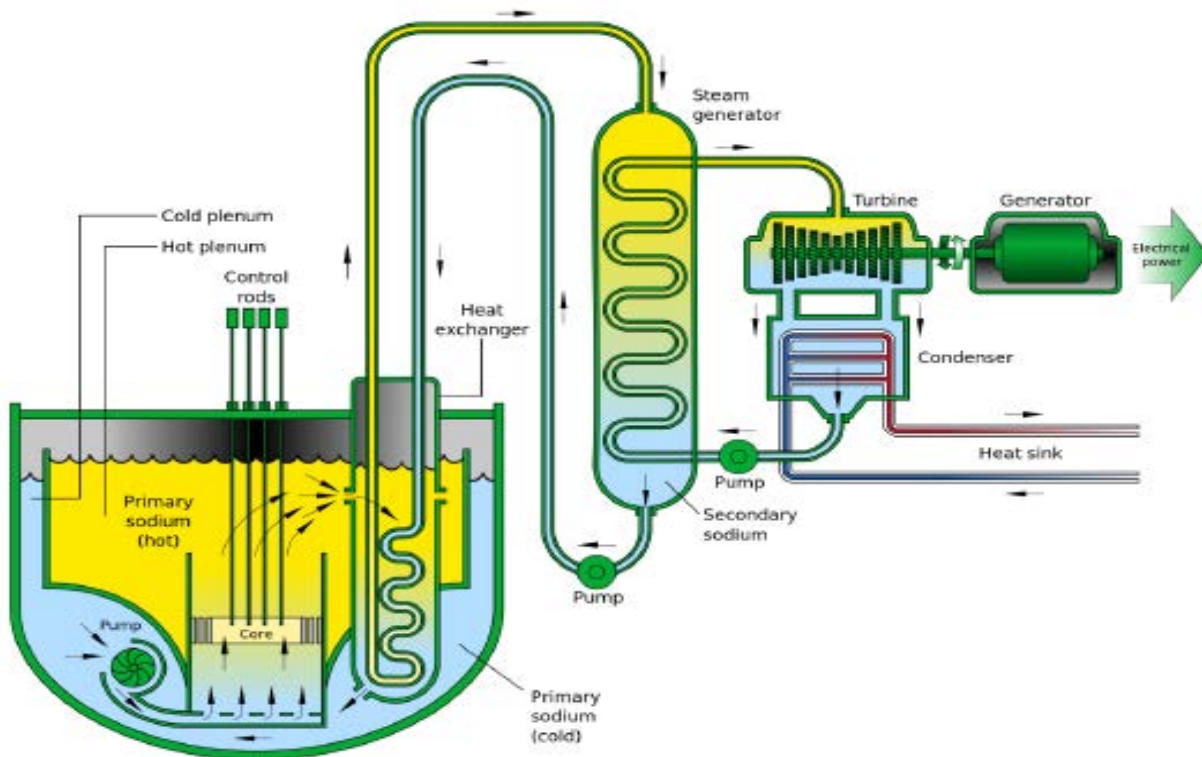 Steam
generator
Turbine
Generator
Electrical
power
Cold plenum
Hot plenum
Control
rods
Heat
exchanger
Condenser
Heat sink
Pump
Secondary
sodium
Primary
sodium
(hot)
Pump
Pump
Core
Primary
sodium
(cold)